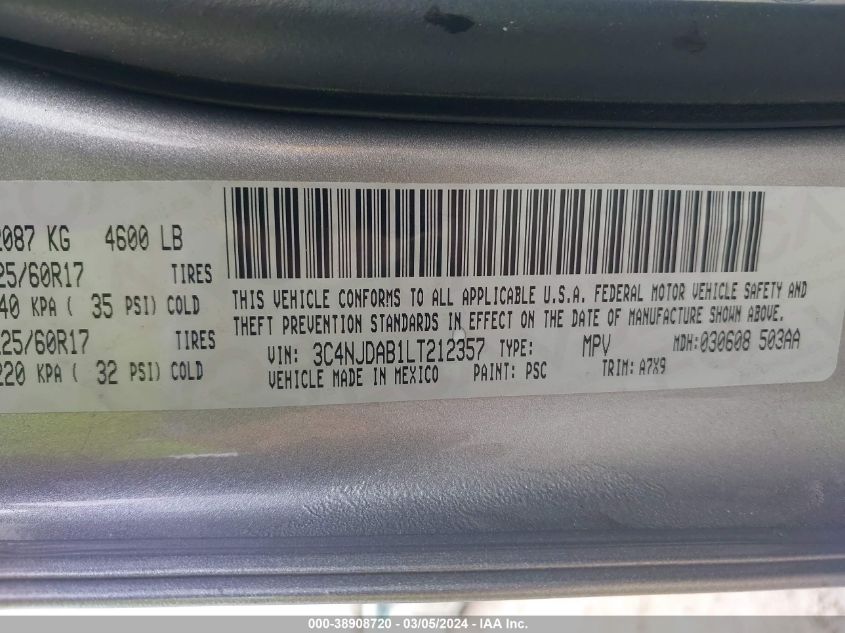 2087 KG 4600 LB
25/60R17 TIRES
40 KPA ( 35 PSI) COLD
225/60R17 TIRES
220 KPA ( 32 PSI) COLD
THIS VEHICLE CONFORMS TO ALL APPLICABLE U.S.A. FEDERAL MOTOR VEHICLE SAFETY AND
THEFT PREVENTION STANDARDS IN EFFECT ON THE DATE OF MANUFACTURE SHOWN ABOVE.
VIN: 3C4NJDAB1LT212357 TYPE: MPV MDH: 030608 503AA
VEHICLE MADE IN MEXICO PAINT: PSC TRIM: A7X9
000-38908720 - 03/05/2024 - IAA Inc.